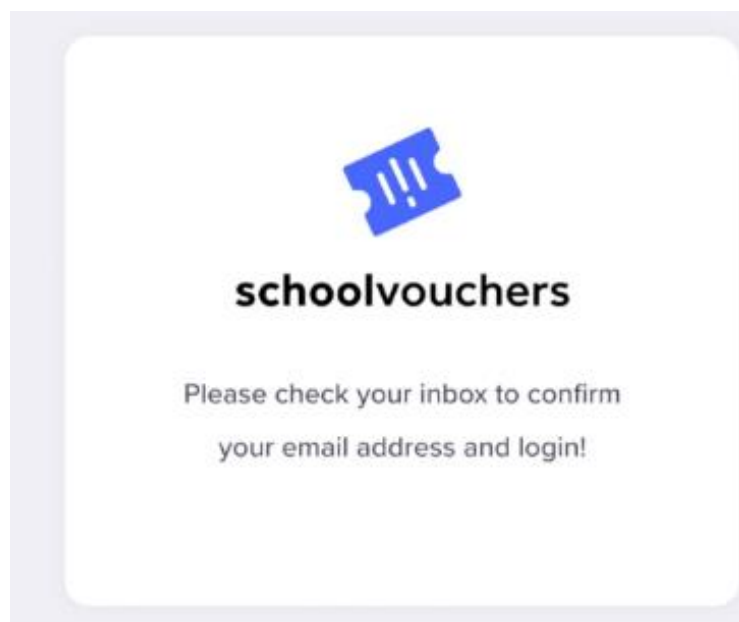 schoolvouchers
Please check your inbox to confirm
your email address and login!